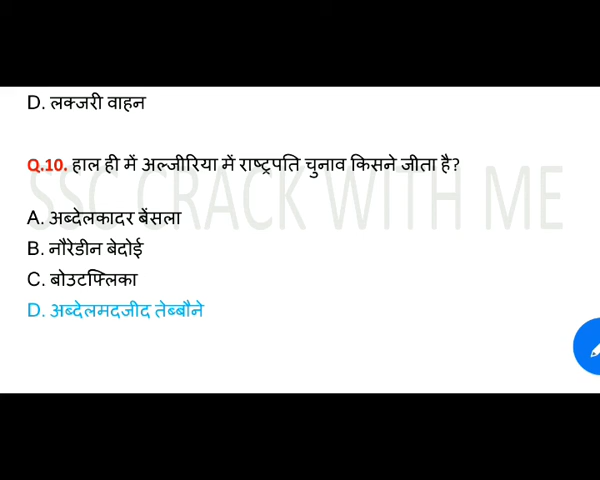 D. लक्जरी वाहन
Q.10. हाल ही में अल्जीरिया में राष्ट्रपति चुनाव किसने जीता है?
SSC CRACK WITH ME
A. अब्देलकादर बेंसला
B. नौरेडीन बेदोई
C. बोउटफ्लिका
D. अब्देलमदजीद तेब्बौने